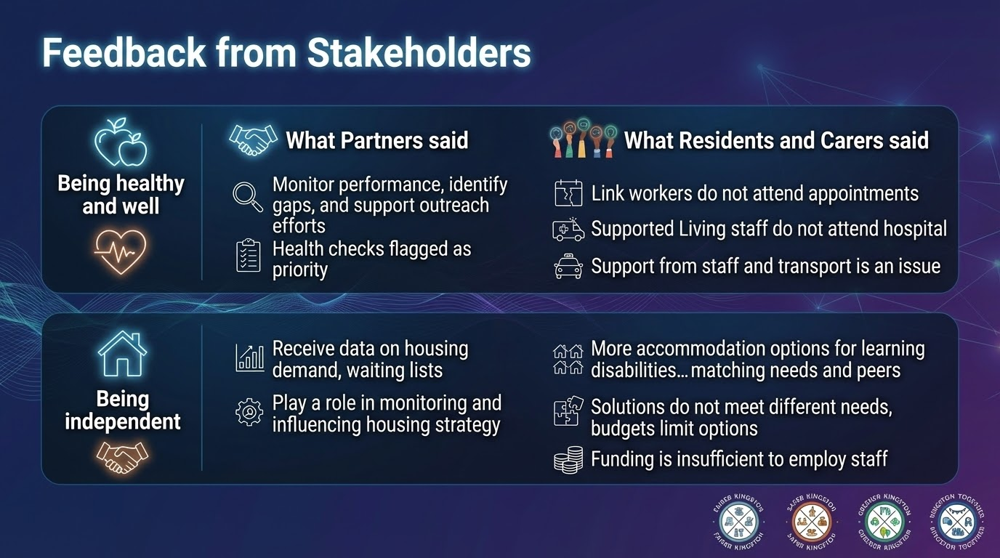 Feedback from Stakeholders
Being healthy
and well
What Partners said
Monitor performance, identify
gaps, and support outreach
efforts
Health checks flagged as
priority
What Residents and Carers said
Link workers do not attend appointments
Supported Living staff do not attend hospital
Support from staff and transport is an issue
Being
independent
Receive data on housing
demand, waiting lists
Play a role in monitoring and
influencing housing strategy
More accommodation options for learning
disabilities... matching needs and peers
Solutions do not meet different needs,
budgets limit options
Funding is insufficient to employ staff
KINGSTON
KINGSTON
KINGSTON